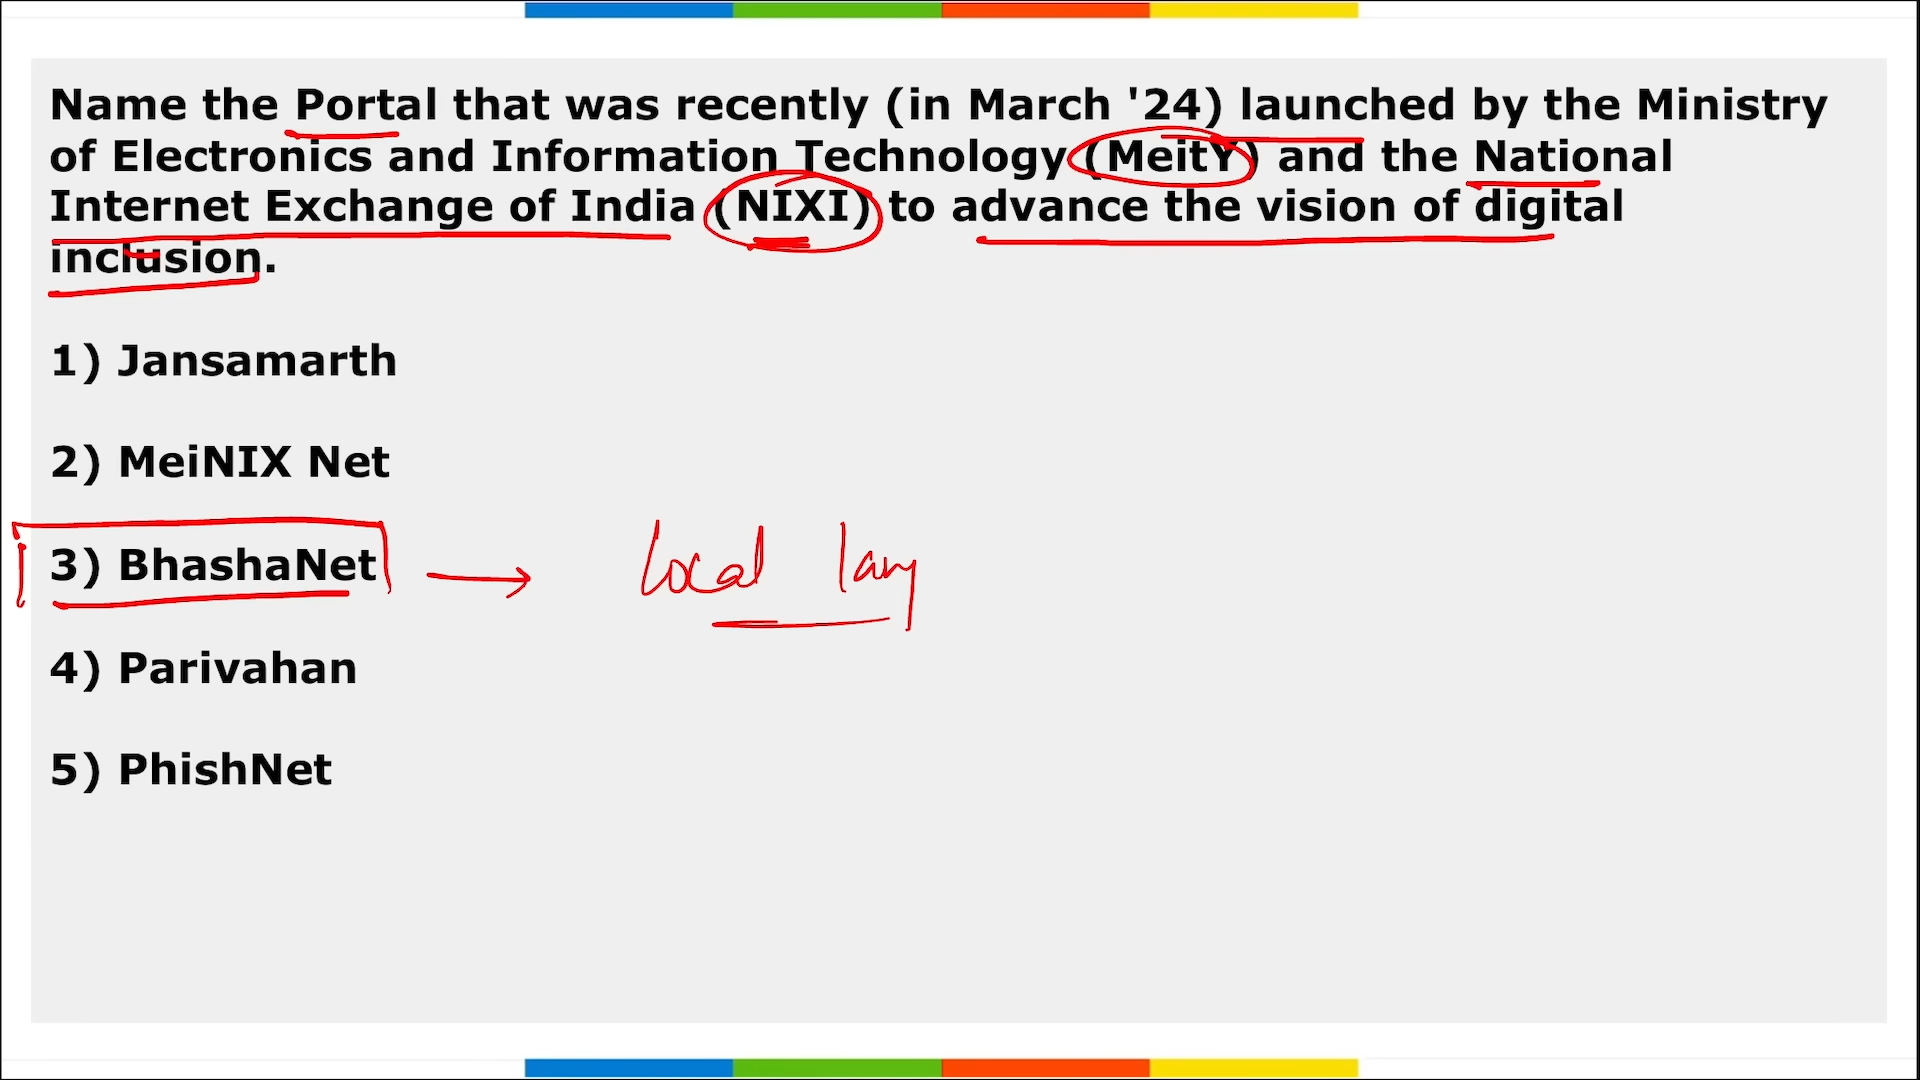 Name the Portal that was recently (in March '24) launched by the Ministry
of Electronics and Information Technology (MeitY) and the National
Internet Exchange of India (NIXI) to advance the vision of digital
inclusion.
1) Jansamarth
2) MeiNIX Net
3) BhashaNet → local lang
4) Parivahan
5) PhishNet